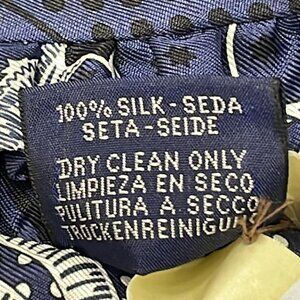 100% SILK-SEDA
SETA-SEIDE
DRY CLEAN ONLY
LIMPIEZA EN SECO
PULITURA A SECCO
TROCKENREINIGUNG